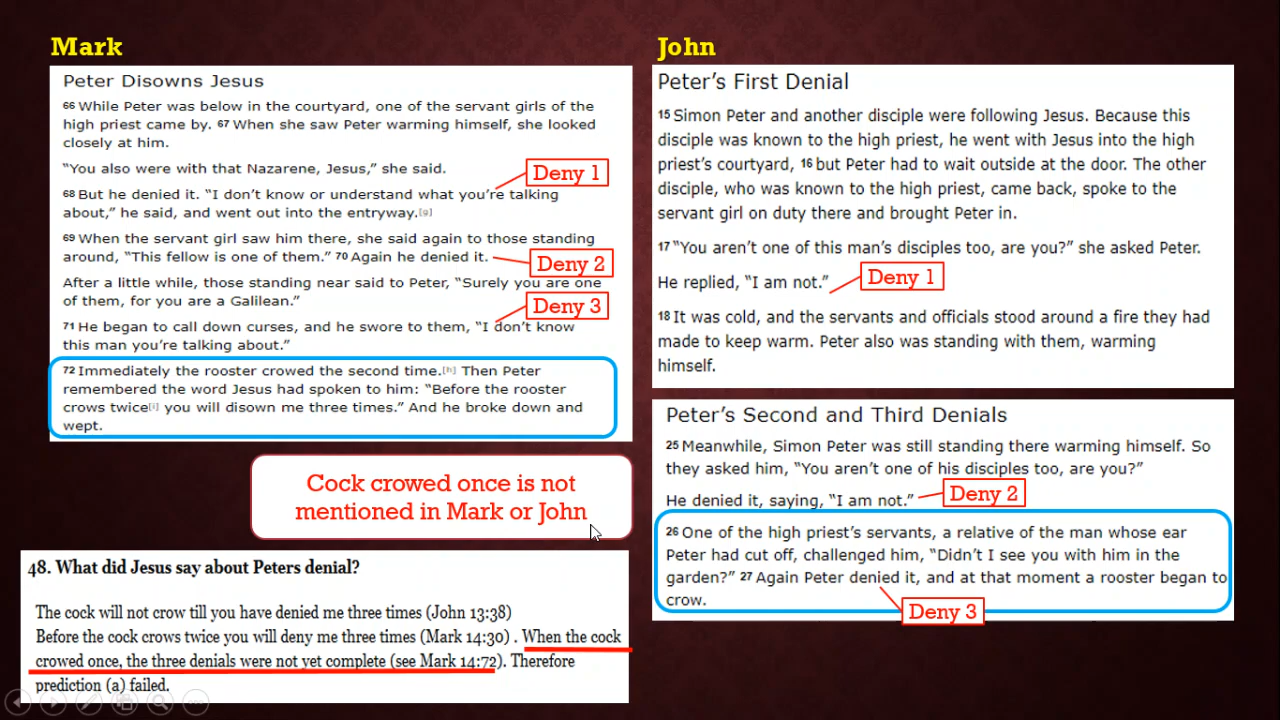 Mark
Peter Disowns Jesus
66 While Peter was below in the courtyard, one of the servant girls of the
high priest came by. 67 When she saw Peter warming himself, she looked
closely at him.
“You also were with that Nazarene, Jesus,” she said.
Deny 1
68 But he denied it. “I don’t know or understand what you’re talking
about,” he said, and went out into the entryway.[g]
69 When the servant girl saw him there, she said again to those standing
around, “This fellow is one of them.” 70 Again he denied it.
Deny 2
After a little while, those standing near said to Peter, “Surely you are one
of them, for you are a Galilean.”
Deny 3
71 He began to call down curses, and he swore to them, “I don’t know
this man you’re talking about.”
72 Immediately the rooster crowed the second time.[h] Then Peter
remembered the word Jesus had spoken to him: “Before the rooster
crows twice[i] you will disown me three times.” And he broke down and
wept.
Cock crowed once is not
mentioned in Mark or John
48. What did Jesus say about Peters denial?
The cock will not crow till you have denied me three times (John 13:38)
Before the cock crows twice you will deny me three times (Mark 14:30) . When the cock
crowed once, the three denials were not yet complete (see Mark 14:72). Therefore
prediction (a) failed.
John
Peter’s First Denial
15 Simon Peter and another disciple were following Jesus. Because this
disciple was known to the high priest, he went with Jesus into the high
priest’s courtyard, 16 but Peter had to wait outside at the door. The other
disciple, who was known to the high priest, came back, spoke to the
servant girl on duty there and brought Peter in.
17 “You aren’t one of this man’s disciples too, are you?” she asked Peter.
He replied, “I am not.”
Deny 1
18 It was cold, and the servants and officials stood around a fire they had
made to keep warm. Peter also was standing with them, warming
himself.
Peter’s Second and Third Denials
25 Meanwhile, Simon Peter was still standing there warming himself. So
they asked him, “You aren’t one of his disciples too, are you?”
He denied it, saying, “I am not.”
Deny 2
26 One of the high priest’s servants, a relative of the man whose ear
Peter had cut off, challenged him, “Didn’t I see you with him in the
garden?” 27 Again Peter denied it, and at that moment a rooster began to
crow.
Deny 3